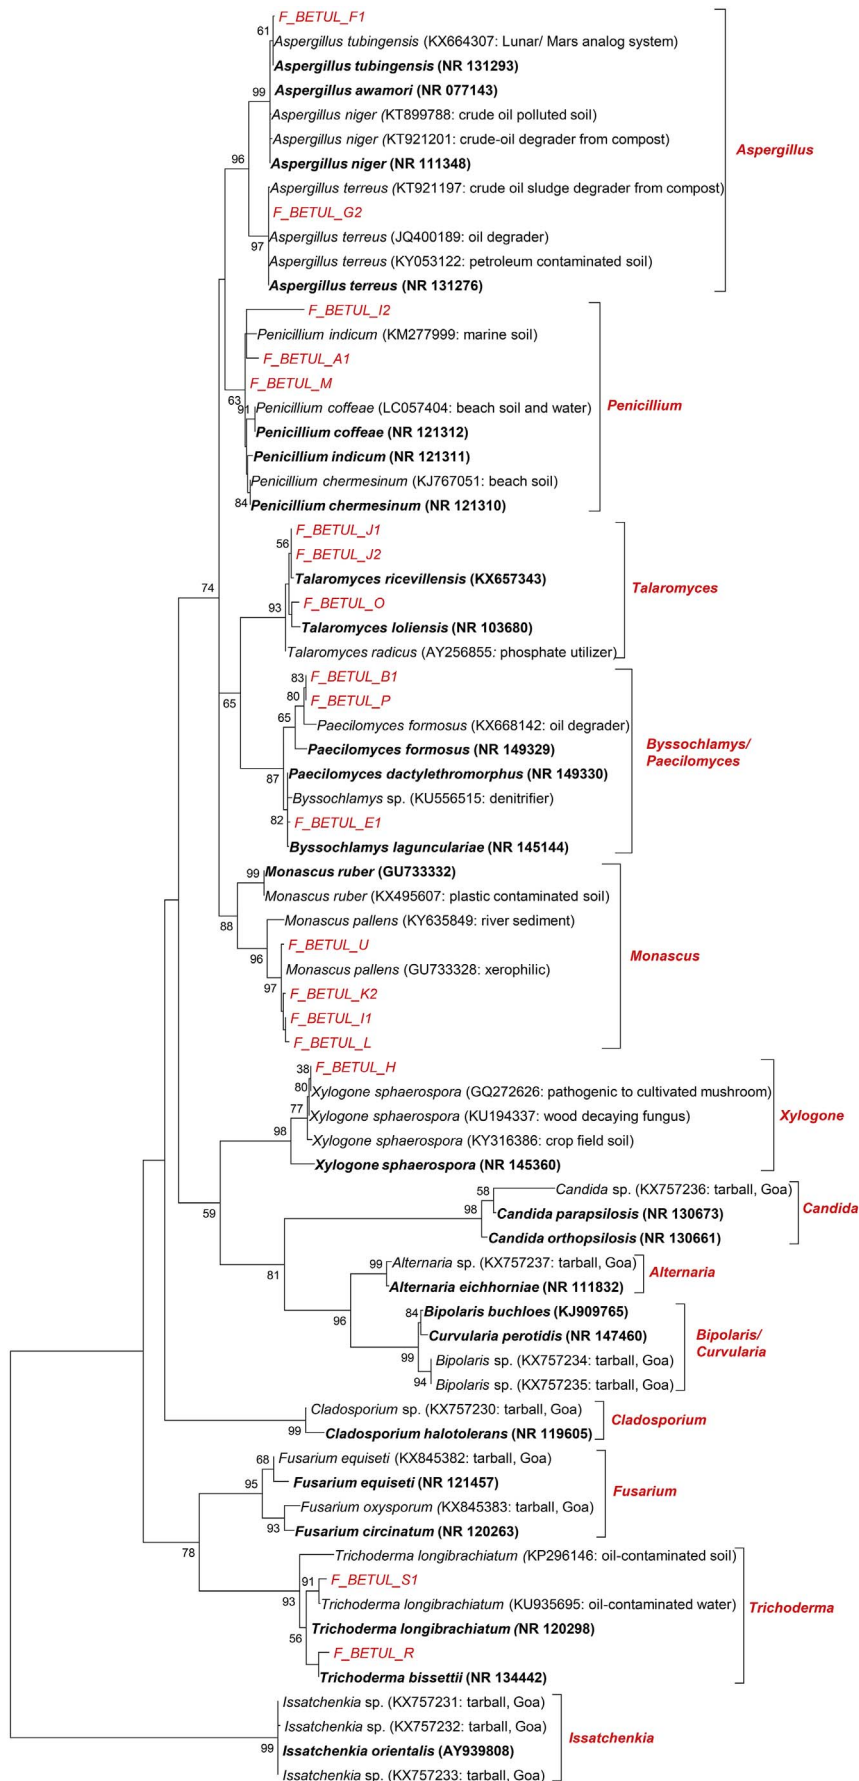 F_BETUL_F1
61
Aspergillus tubingensis (KX664307: Lunar/ Mars analog system)
Aspergillus tubingensis (NR 131293)
Aspergillus awamori (NR 077143)
99
Aspergillus niger (KT899788: crude oil polluted soil)
Aspergillus niger (KT921201: crude-oil degrader from compost)
Aspergillus
96
Aspergillus niger (NR 111348)
Aspergillus terreus (KT921197: crude oil sludge degrader from compost)
F_BETUL_G2
97
Aspergillus terreus (JQ400189: oil degrader)
Aspergillus terreus (KY053122: petroleum contaminated soil)
Aspergillus terreus (NR 131276)
F_BETUL_I2
Penicillium indicum (KM277999: marine soil)
F_BETUL_A1
F_BETUL_M
63
91
Penicillium coffeae (LC057404: beach soil and water)
Penicillium
Penicillium coffeae (NR 121312)
Penicillium indicum (NR 121311)
Penicillium chermesinum (KJ767051: beach soil)
84
Penicillium chermesinum (NR 121310)
F_BETUL_J1
56
F_BETUL_J2
Talaromyces ricevillensis (KX657343)
74
Talaromyces
93
F_BETUL_O
Talaromyces loliensis (NR 103680)
Talaromyces radicus (AY256855: phosphate utilizer)
83
F_BETUL_B1
80
F_BETUL_P
65
65
Paecilomyces formosus (KX668142: oil degrader)
Paecilomyces formosus (NR 149329)
Byssochlamys/
Paecilomyces
87
Paecilomyces dactylethromorphus (NR 149330)
Byssochlamys sp. (KU556515: denitrifier)
82
F_BETUL_E1
Byssochlamys lagunculariae (NR 145144)
99
Monascus ruber (GU733332)
Monascus ruber (KX495607: plastic contaminated soil)
88
Monascus pallens (KY635849: river sediment)
96
F_BETUL_U
Monascus
Monascus pallens (GU733328: xerophilic)
97
F_BETUL_K2
F_BETUL_I1
F_BETUL_L
38
F_BETUL_H
80
Xylogone sphaerospora (GQ272626: pathogenic to cultivated mushroom)
77
Xylogone sphaerospora (KU194337: wood decaying fungus)
Xylogone
98
Xylogone sphaerospora (KY316386: crop field soil)
Xylogone sphaerospora (NR 145360)
59
58
Candida sp. (KX757236: tarball, Goa)
98
Candida parapsilosis (NR 130673)
Candida
Candida orthopsilosis (NR 130661)
81
99
Alternaria sp. (KX757237: tarball, Goa)
Alternaria
Alternaria eichhorniae (NR 111832)
96
84
Bipolaris buchloes (KJ909765)
Curvularia perotidis (NR 147460)
Bipolaris/
Curvularia
99
Bipolaris sp. (KX757234: tarball, Goa)
94
Bipolaris sp. (KX757235: tarball, Goa)
Cladosporium sp. (KX757230: tarball, Goa)
Cladosporium
99
Cladosporium halotolerans (NR 119605)
68
Fusarium equiseti (KX845382: tarball, Goa)
95
Fusarium equiseti (NR 121457)
Fusarium
Fusarium oxysporum (KX845383: tarball, Goa)
93
Fusarium circinatum (NR 120263)
78
Trichoderma longibrachiatum (KP296146: oil-contaminated soil)
91
F_BETUL_S1
93
Trichoderma longibrachiatum (KU935695: oil-contaminated water)
Trichoderma
56
Trichoderma longibrachiatum (NR 120298)
F_BETUL_R
Trichoderma bissettii (NR 134442)
Issatchenkia sp. (KX757231: tarball, Goa)
Issatchenkia sp. (KX757232: tarball, Goa)
Issatchenkia
99
Issatchenkia orientalis (AY939808)
Issatchenkia sp. (KX757233: tarball, Goa)